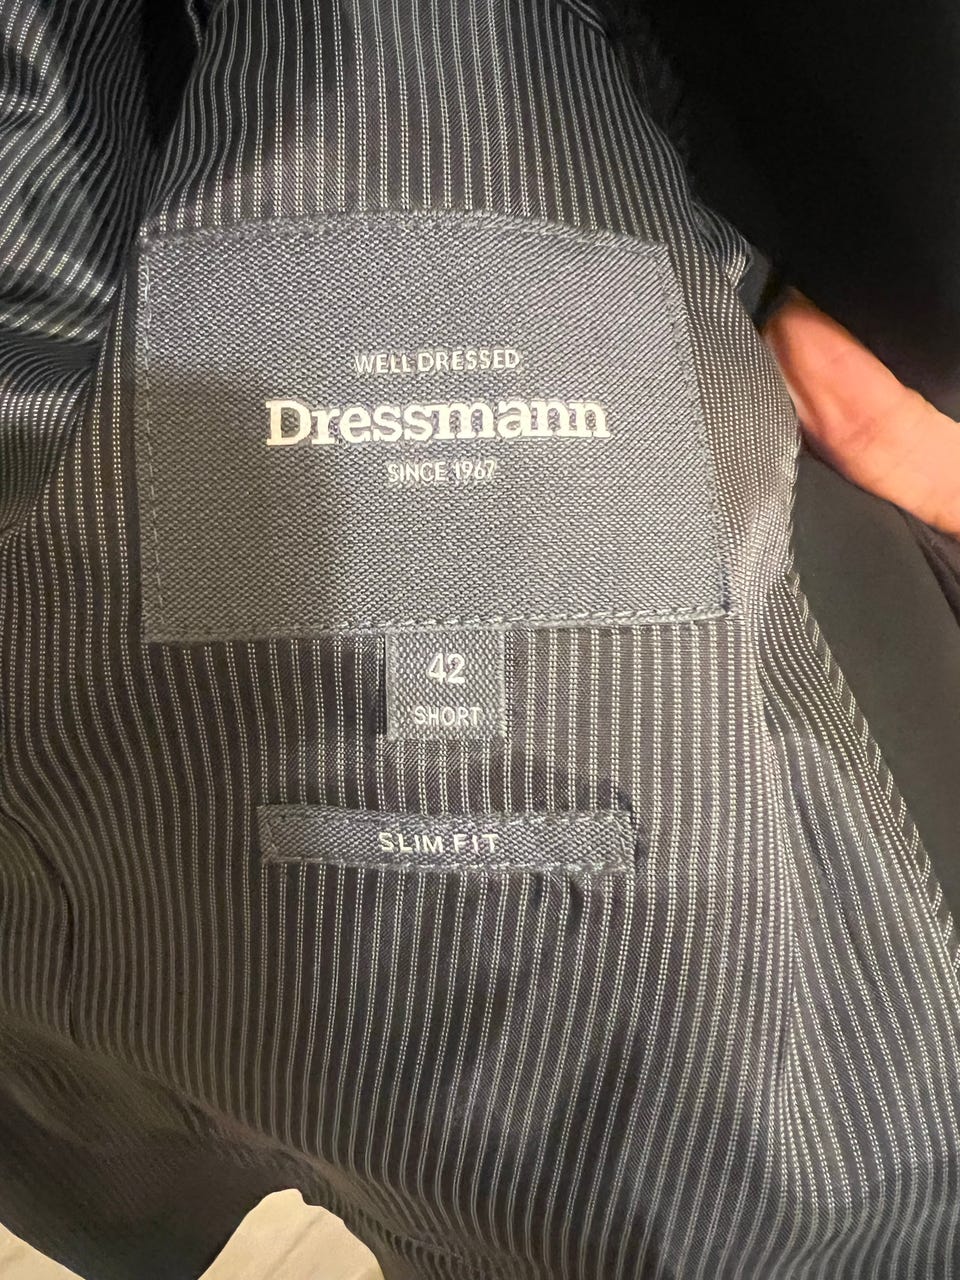 WELL DRESSED,
Dressmann
SINCE 1967
42
SHORT
SLIM FIT